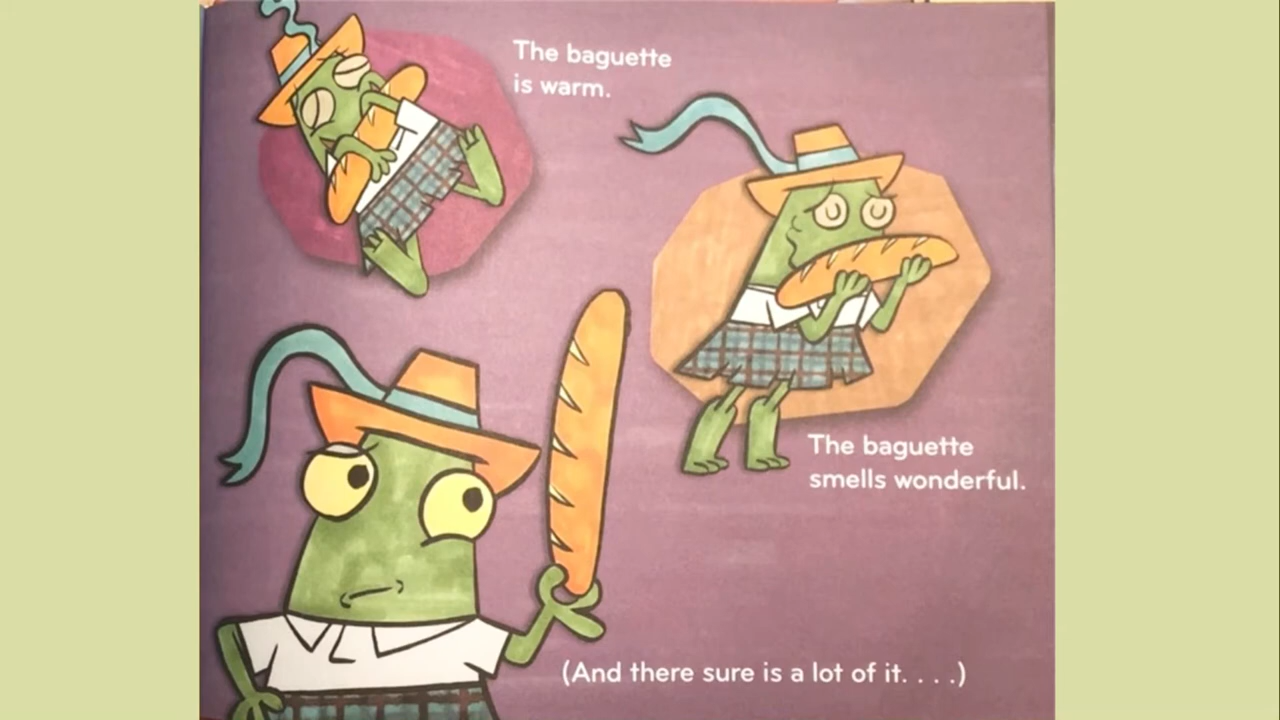 The baguette
is warm.
The baguette
smells wonderful.
(And there sure is a lot of it. . . .)